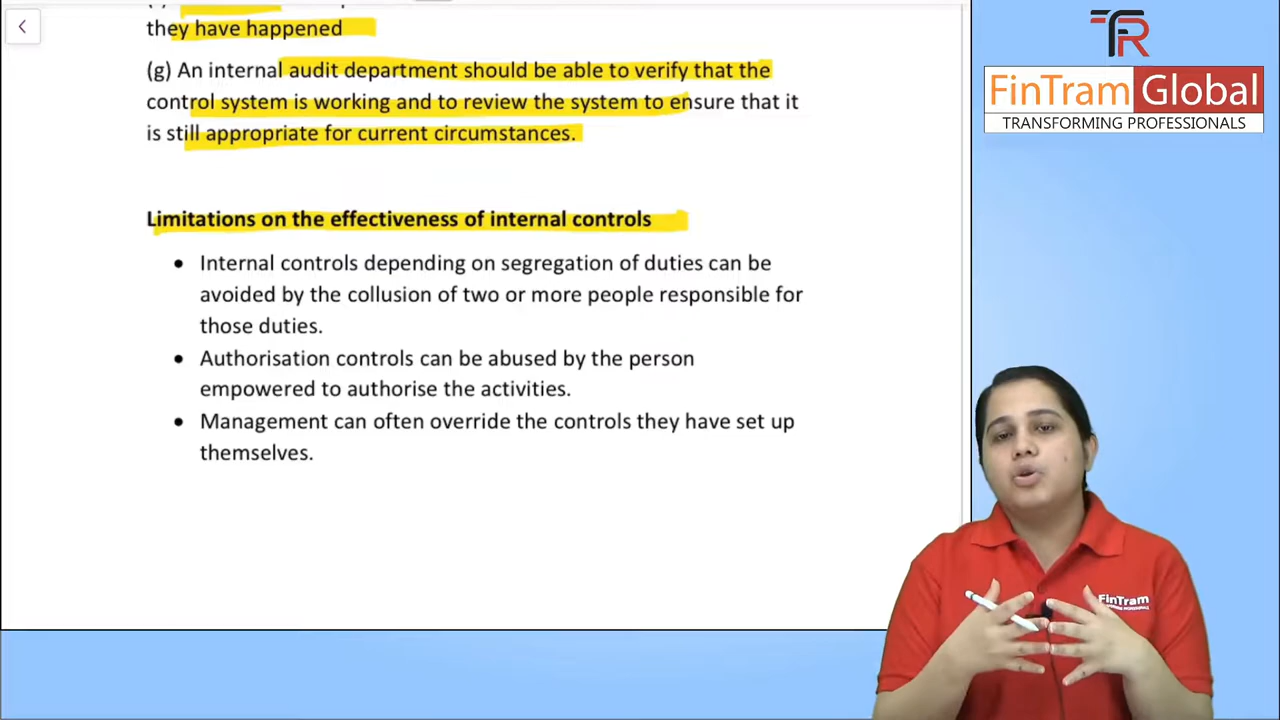 they have happened
(g) An internal audit department should be able to verify that the
control system is working and to review the system to ensure that it
is still appropriate for current circumstances.
Limitations on the effectiveness of internal controls
• Internal controls depending on segregation of duties can be
avoided by the collusion of two or more people responsible for
those duties.
• Authorisation controls can be abused by the person
empowered to authorise the activities.
• Management can often override the controls they have set up
themselves.
TR
FinTram Global
TRANSFORMING PROFESSIONALS
FinTram